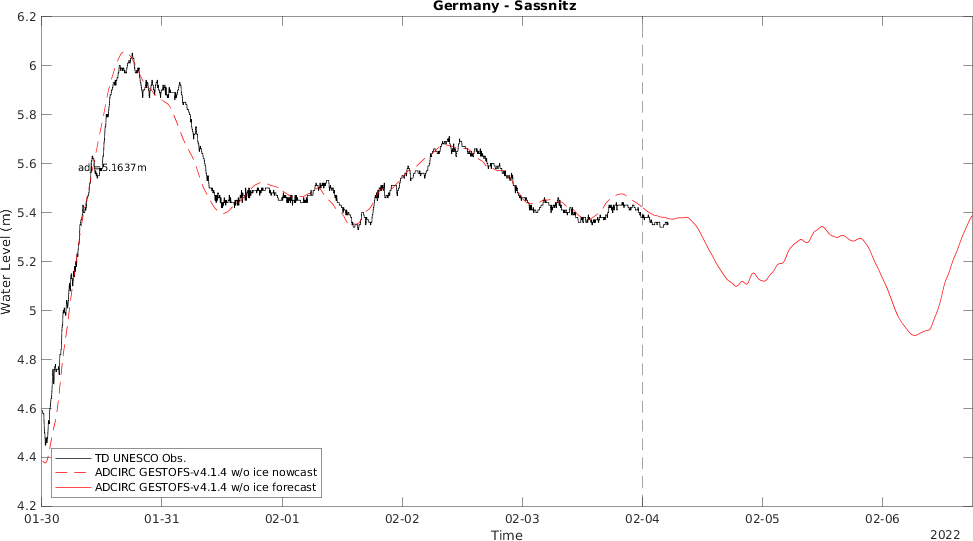 Germany - Sassnitz
6.2
6
5.8
5.6
5.4
5.2
5
4.8
4.6
4.4
4.2
Water Level (m)
adj=5.1637m
TD UNESCO Obs.
ADCIRC GESTOFS-v4.1.4 w/o ice nowcast
ADCIRC GESTOFS-v4.1.4 w/o ice forecast
01-30 01-31 02-01 02-02 02-03 02-04 02-05 02-06
Time
2022